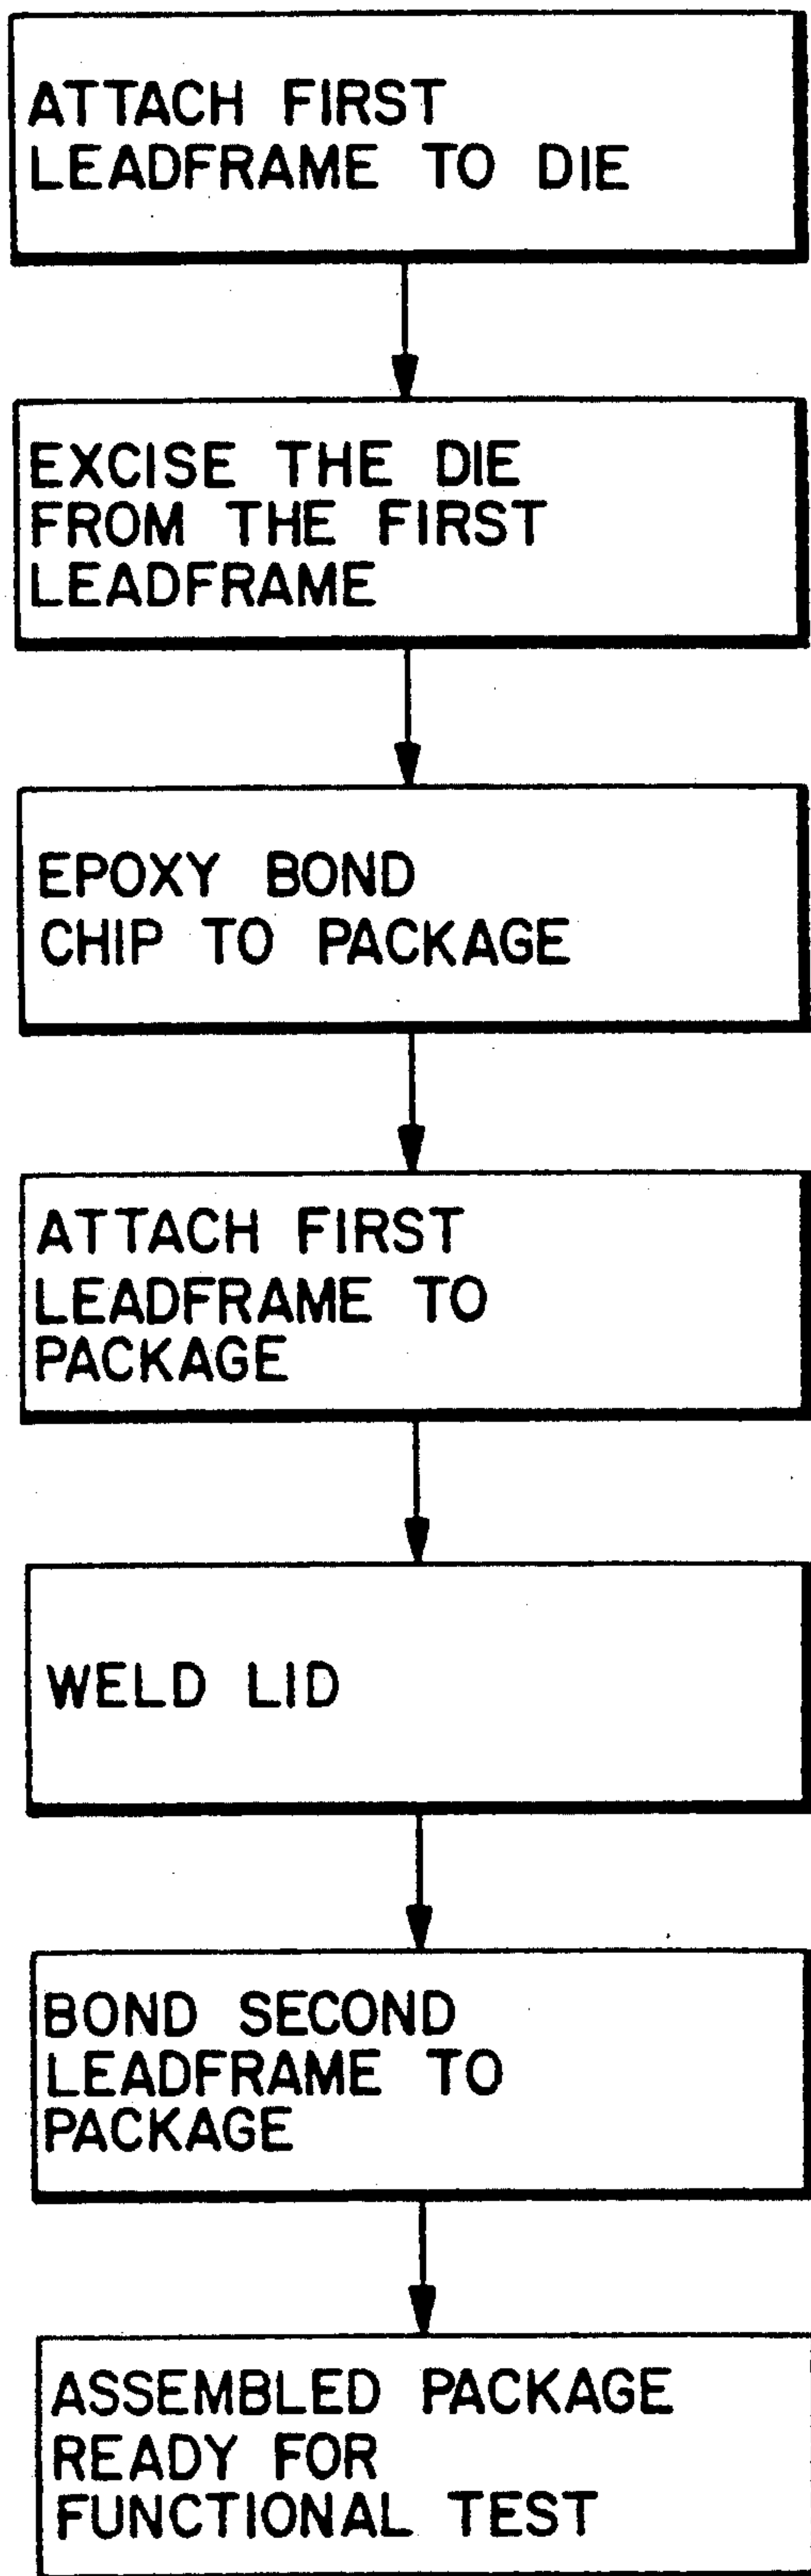 ATTACH FIRST
LEADFRAME TO DIE
EXCISE THE DIE
FROM THE FIRST
LEADFRAME
EPOXY BOND
CHIP TO PACKAGE
ATTACH FIRST
LEADFRAME TO
PACKAGE
WELD LID
BOND SECOND
LEADFRAME TO
PACKAGE
ASSEMBLED PACKAGE
READY FOR
FUNCTIONAL TEST